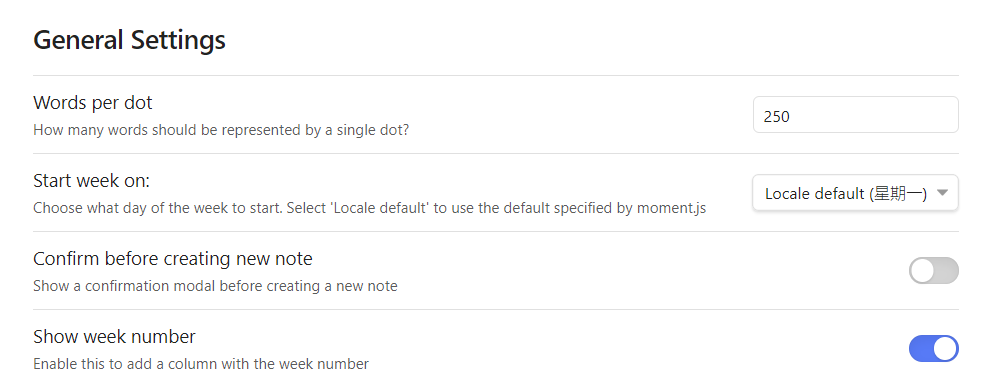 General Settings
Words per dot
How many words should be represented by a single dot?
250
Start week on:
Choose what day of the week to start. Select 'Locale default' to use the default specified by moment.js
Locale default (星期一)
Confirm before creating new note
Show a confirmation modal before creating a new note
Show week number
Enable this to add a column with the week number